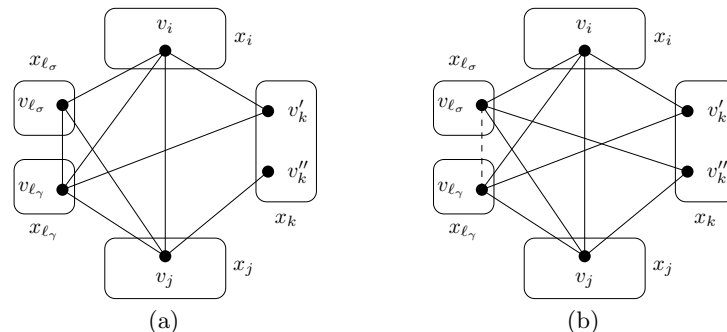 v_i x_i
x_{ℓ_σ}
v_{ℓ_σ} v'_k
v_{ℓ_γ} v''_k
x_{ℓ_γ} x_k
x_j
v_j
(a)
v_i x_i
x_{ℓ_σ}
v_{ℓ_σ} v'_k
v_{ℓ_γ} v''_k
x_{ℓ_γ} x_k
x_j
v_j
(b)